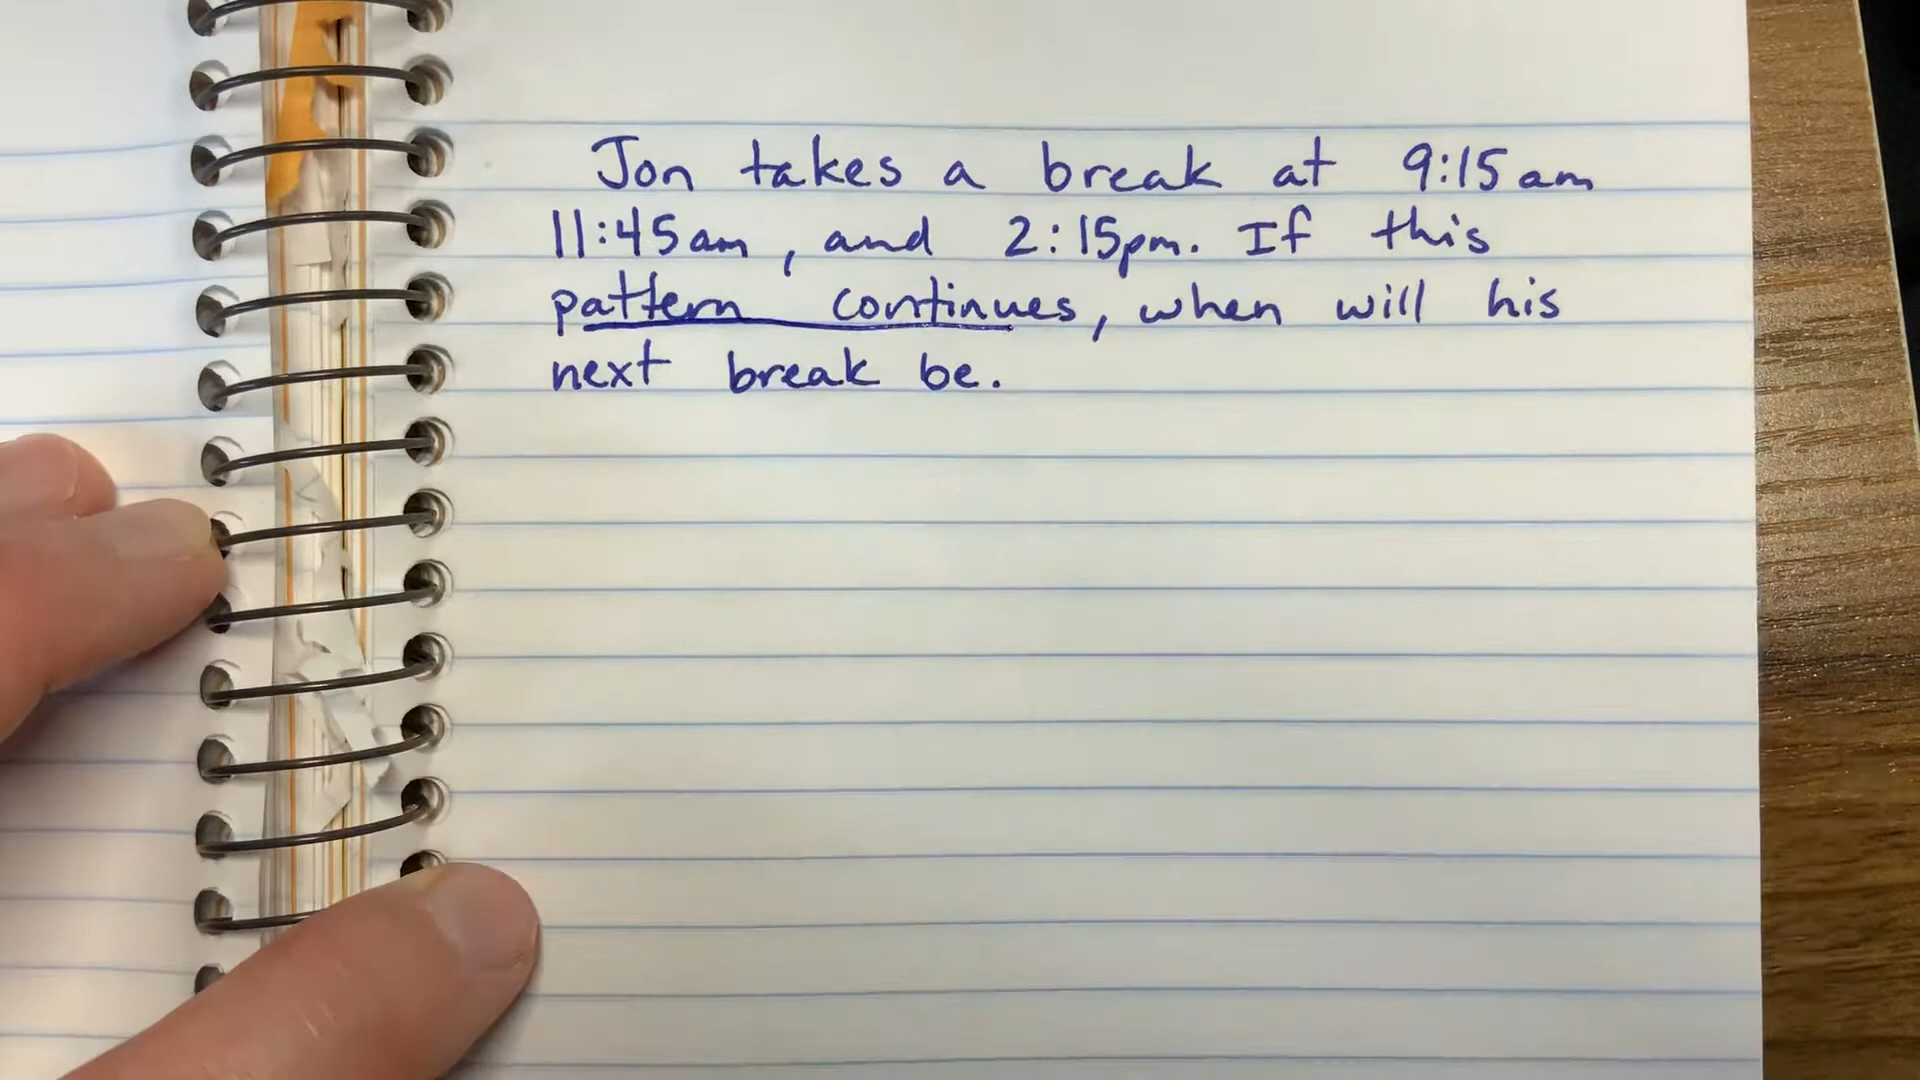 Jon takes a break at 9:15am
11:45am, and 2:15pm. If this
pattern continues, when will his
next break be.